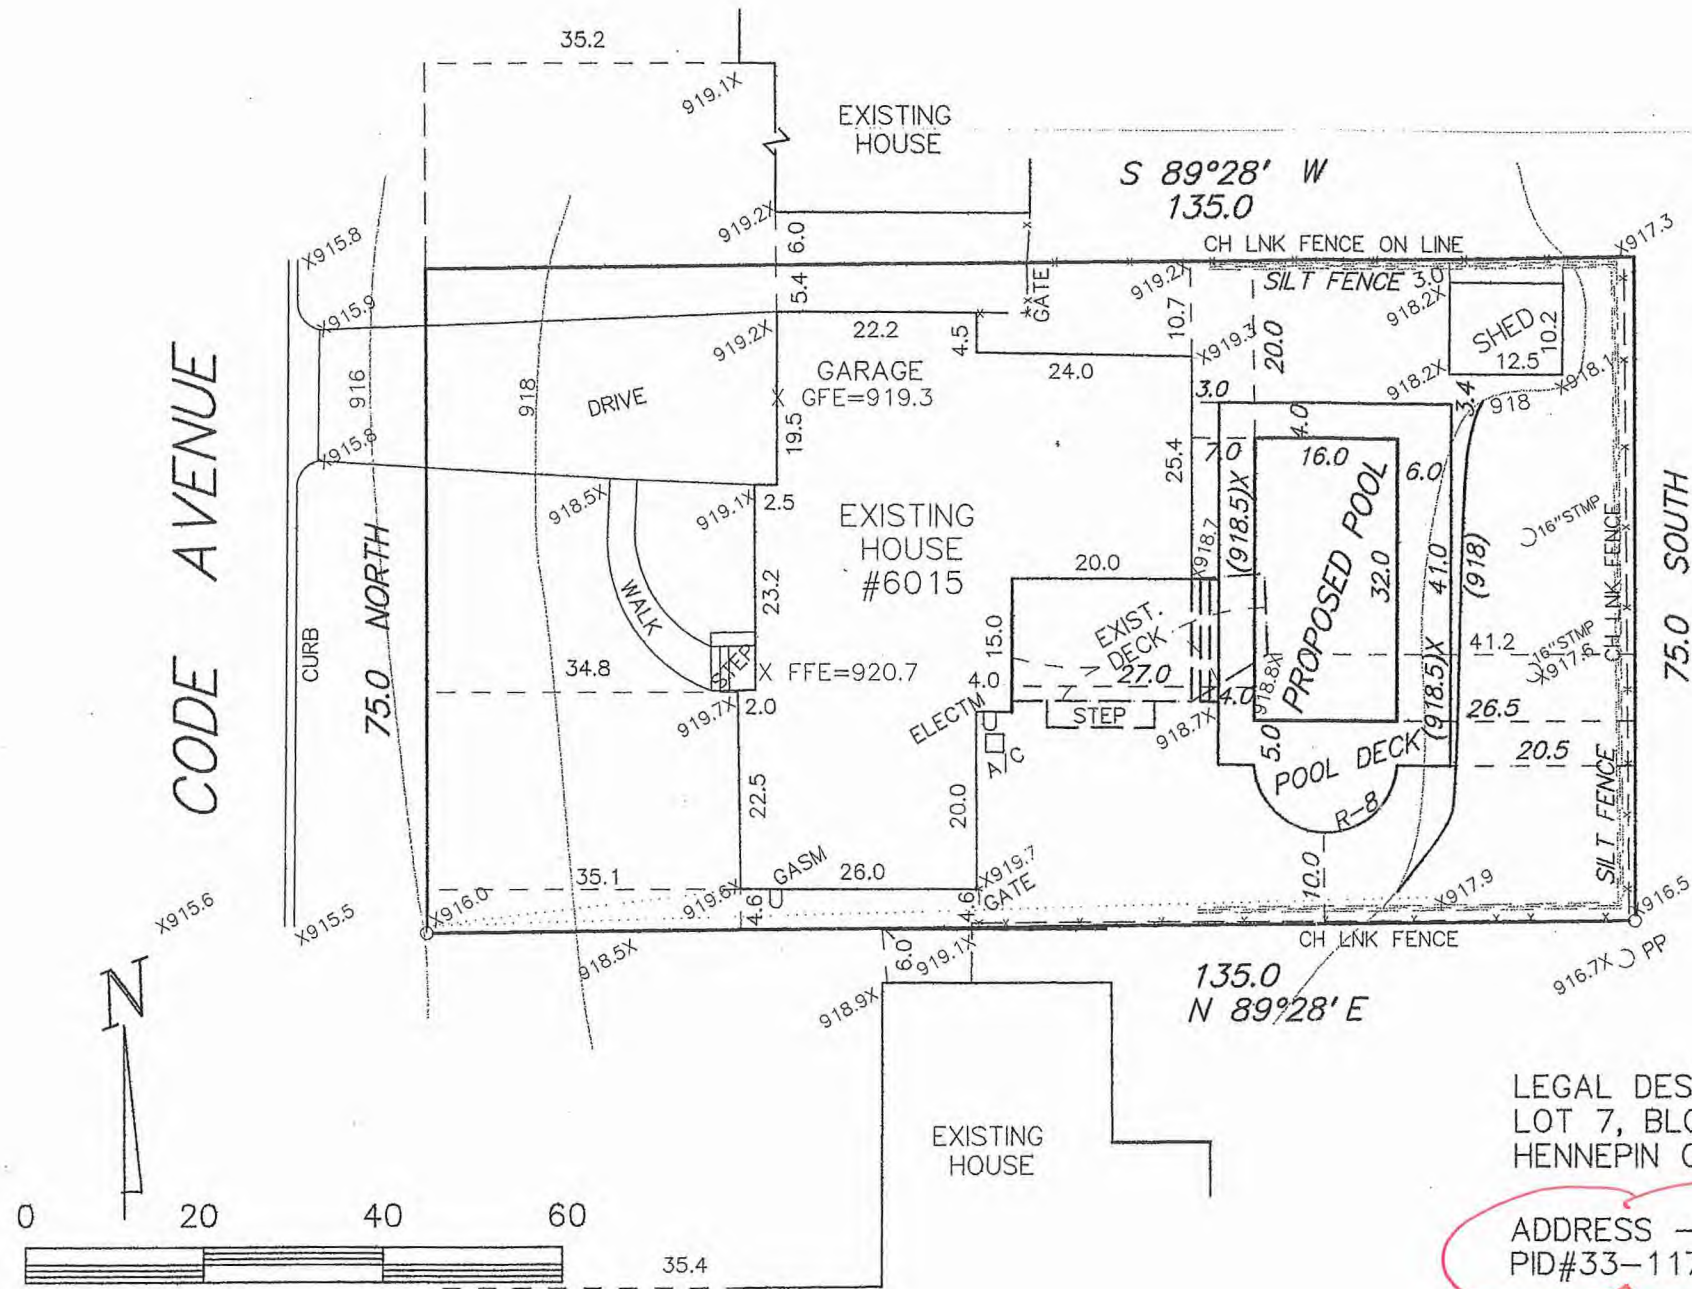 35.2
919.1X
EXISTING
HOUSE
S 89°28' W
135.0
919.2X
6.0
X915.8
CH LNK FENCE ON LINE
X917.3
5.4
GATE
919.2X
SILT FENCE
3.0
X915.9
919.2X
22.2
4.5
10.7
X919.3
20.0
918.2X
SHED
10.2
12.5
916
918
DRIVE
GARAGE
X GFE=919.3
24.0
3.0
918.2X
3.4
918
X918.1
CODE AVENUE
X915.8
19.5
25.4
7.0
4.0
16.0
6.0
918.5X
919.1X
2.5
EXISTING
HOUSE
#6015
X918.7
(918.5)X
PROPOSED POOL
32.0
41.0
(918)
16"STMP
CH LNK FENCE
75.0 SOUTH
75.0 NORTH
CURB
WALK
23.2
20.0
15.0
EXIST.
DECK
41.2
16"STMP
X917.6
34.8
STEP
X FFE=920.7
4.0
27.0
918.8X
919.7X
2.0
ELECTM
STEP
918.7X
4.0
(918.5)X
26.5
A/C
5.0
POOL DECK
20.5
22.5
20.0
R-8
SILT FENCE
35.1
GASM
26.0
X919.7
GATE
10.0
X917.9
X915.6
X915.5
X916.0
919.6X
4.6
4.6
X916.5
918.5X
6.0
919.1X
CH LNK FENCE
N
918.9X
135.0
N 89°28' E
916.7X
PP
EXISTING
HOUSE
LEGAL DES
LOT 7, BLO
HENNEPIN C
0 20 40 60
35.4
ADDRESS –
PID#33–117